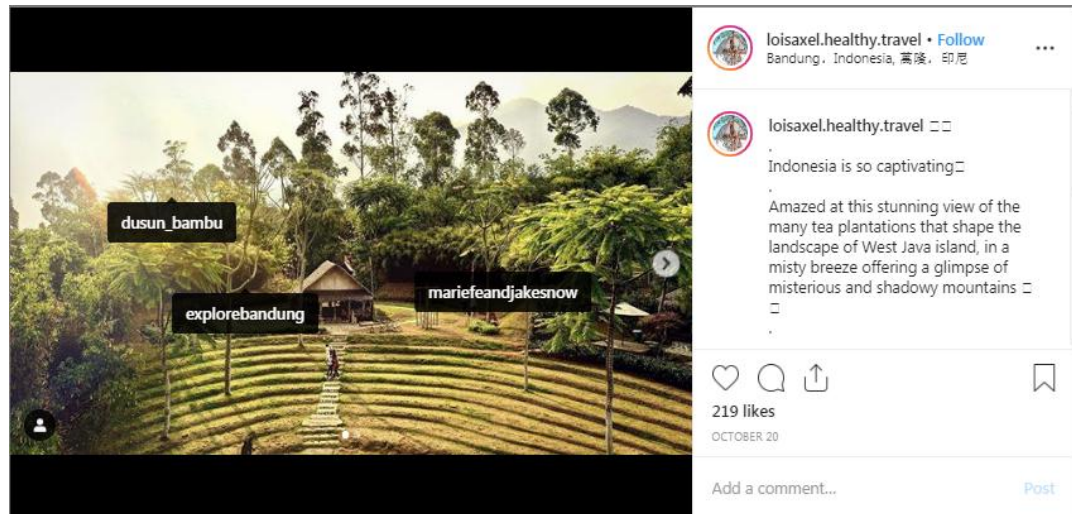 loisaxel.healthy.travel • Follow
Bandung, Indonesia, 萬隆, 印尼
loisaxel.healthy.travel
.
Indonesia is so captivating
.
Amazed at this stunning view of the
many tea plantations that shape the
landscape of West Java island, in a
misty breeze offering a glimpse of
misterious and shadowy mountains
.
dusun_bambu
mariefeandjakesnow
explorebandung
219 likes
OCTOBER 20
Add a comment...
Post